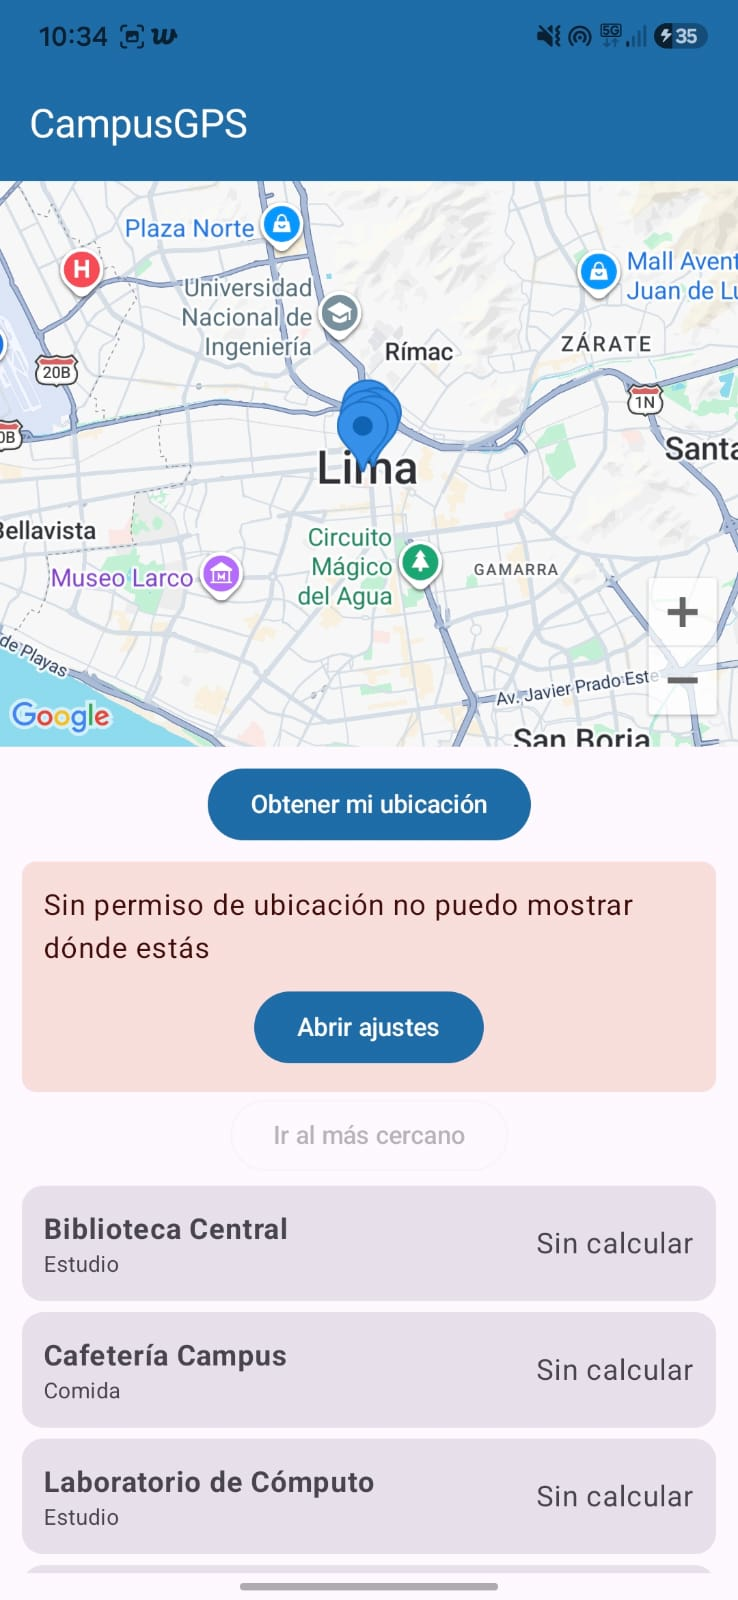 10:34
5G
35
CampusGPS
Plaza Norte
H
Mall Avent
Juan de Lu
Universidad
Nacional de
Ingeniería
Rímac
ZÁRATE
20B
1N
0B
Lima
Santa
Bellavista
Circuito
Mágico
del Agua
GAMARRA
Museo Larco
M
+
de Playas
Av. Javier Prado Este
−
Google
San Borja
Obtener mi ubicación
Sin permiso de ubicación no puedo mostrar
dónde estás
Abrir ajustes
Ir al más cercano
Biblioteca Central
Estudio
Sin calcular
Cafetería Campus
Comida
Sin calcular
Laboratorio de Cómputo
Estudio
Sin calcular